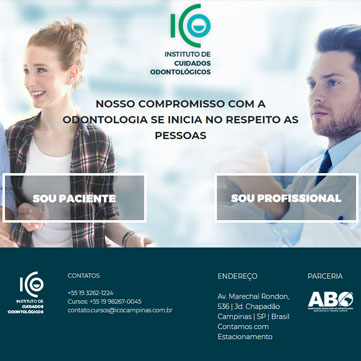 ICO
INSTITUTO DE
CUIDADOS
ODONTOLÓGICOS
NOSSO COMPROMISSO COM A
ODONTOLOGIA SE INICIA NO RESPEITO AS
PESSOAS
SOU PACIENTE
SOU PROFISSIONAL
ICO
INSTITUTO DE
CUIDADOS
ODONTOLÓGICOS
CONTATOS
+55 19 3262-1224
Cursos: +55 19 98267-0045
contato.cursos@icocampinas.com.br
ENDEREÇO
Av. Marechal Rondon,
536 | Jd. Chapadão
Campinas | SP | Brasil
Contamos com
Estacionamento
PARCERIA
ABO